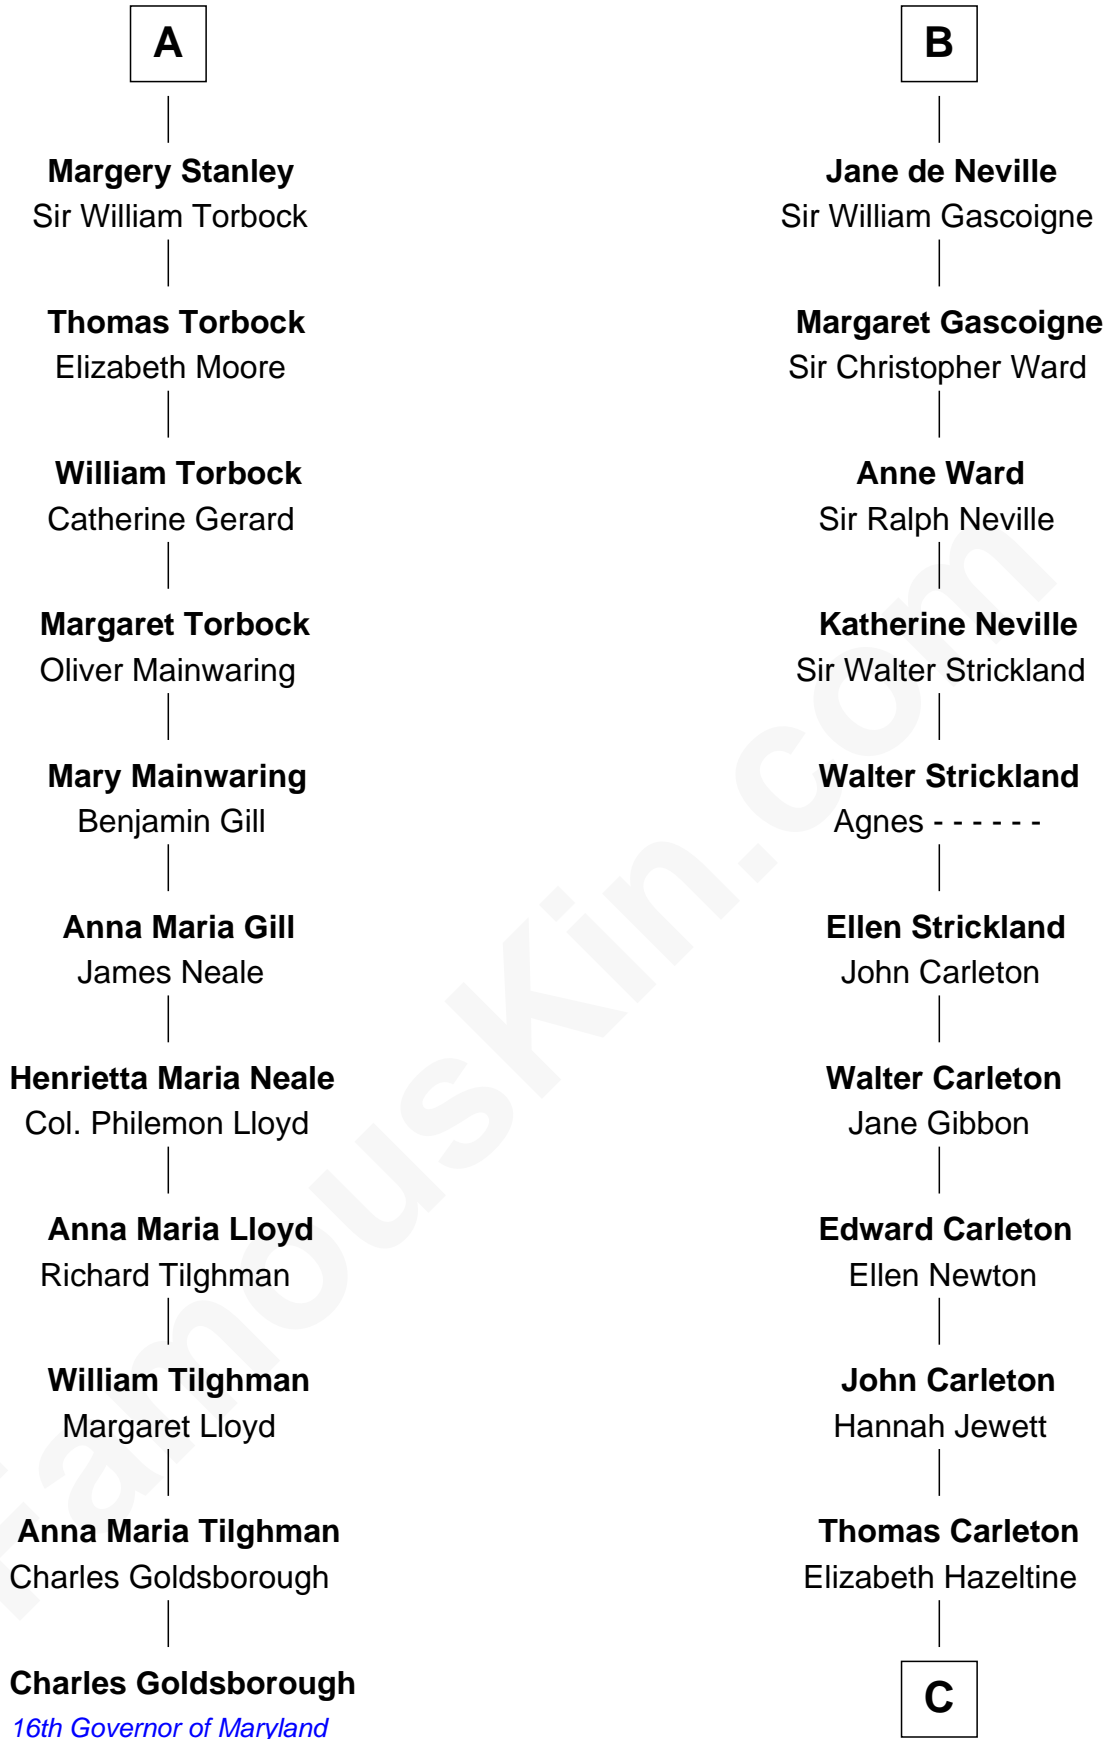 A
Margery Stanley
Sir William Torbock
Thomas Torbock
Elizabeth Moore
William Torbock
Catherine Gerard
Margaret Torbock
Oliver Mainwaring
Mary Mainwaring
Benjamin Gill
Anna Maria Gill
James Neale
Henrietta Maria Neale
Col. Philemon Lloyd
Anna Maria Lloyd
Richard Tilghman
William Tilghman
Margaret Lloyd
Anna Maria Tilghman
Charles Goldsborough
Charles Goldsborough
16th Governor of Maryland
B
Jane de Neville
Sir William Gascoigne
Margaret Gascoigne
Sir Christopher Ward
Anne Ward
Sir Ralph Neville
Katherine Neville
Sir Walter Strickland
Walter Strickland
Agnes - - - - - -
Ellen Strickland
John Carleton
Walter Carleton
Jane Gibbon
Edward Carleton
Ellen Newton
John Carleton
Hannah Jewett
Thomas Carleton
Elizabeth Hazeltine
C
FamousKin.com